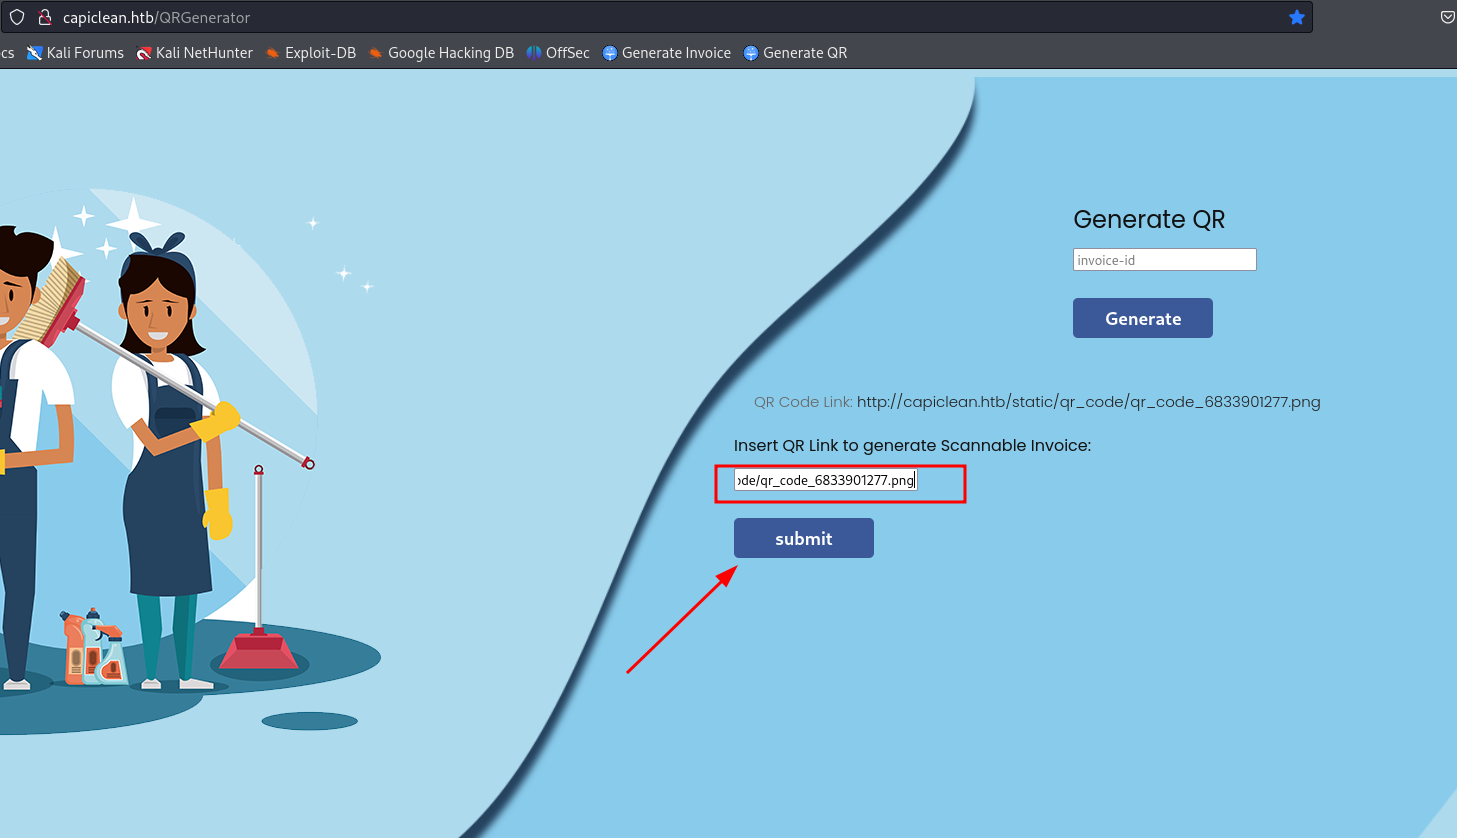 capiclean.htb/QRGenerator
cs Kali Forums Kali NetHunter Exploit-DB Google Hacking DB OffSec Generate Invoice Generate QR
Generate QR
invoice-id
Generate
QR Code Link: http://capiclean.htb/static/qr_code/qr_code_6833901277.png
Insert QR Link to generate Scannable Invoice:
ode/qr_code_6833901277.png
submit